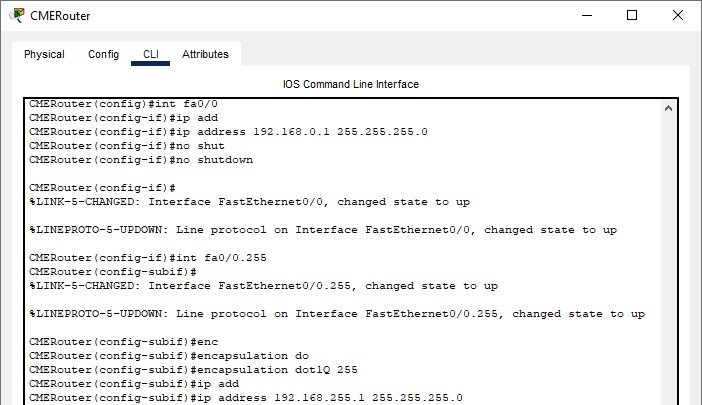 CMERouter
Physical Config CLI Attributes
IOS Command Line Interface
CMERouter(config)#int fa0/0
CMERouter(config-if)#ip add
CMERouter(config-if)#ip address 192.168.0.1 255.255.255.0
CMERouter(config-if)#no shut
CMERouter(config-if)#no shutdown
CMERouter(config-if)#
%LINK-5-CHANGED: Interface FastEthernet0/0, changed state to up
%LINEPROTO-5-UPDOWN: Line protocol on Interface FastEthernet0/0, changed state to up
CMERouter(config-if)#int fa0/0.255
CMERouter(config-subif)#
%LINK-5-CHANGED: Interface FastEthernet0/0.255, changed state to up
%LINEPROTO-5-UPDOWN: Line protocol on Interface FastEthernet0/0.255, changed state to up
CMERouter(config-subif)#enc
CMERouter(config-subif)#encapsulation do
CMERouter(config-subif)#encapsulation dot1Q 255
CMERouter(config-subif)#ip add
CMERouter(config-subif)#ip address 192.168.255.1 255.255.255.0